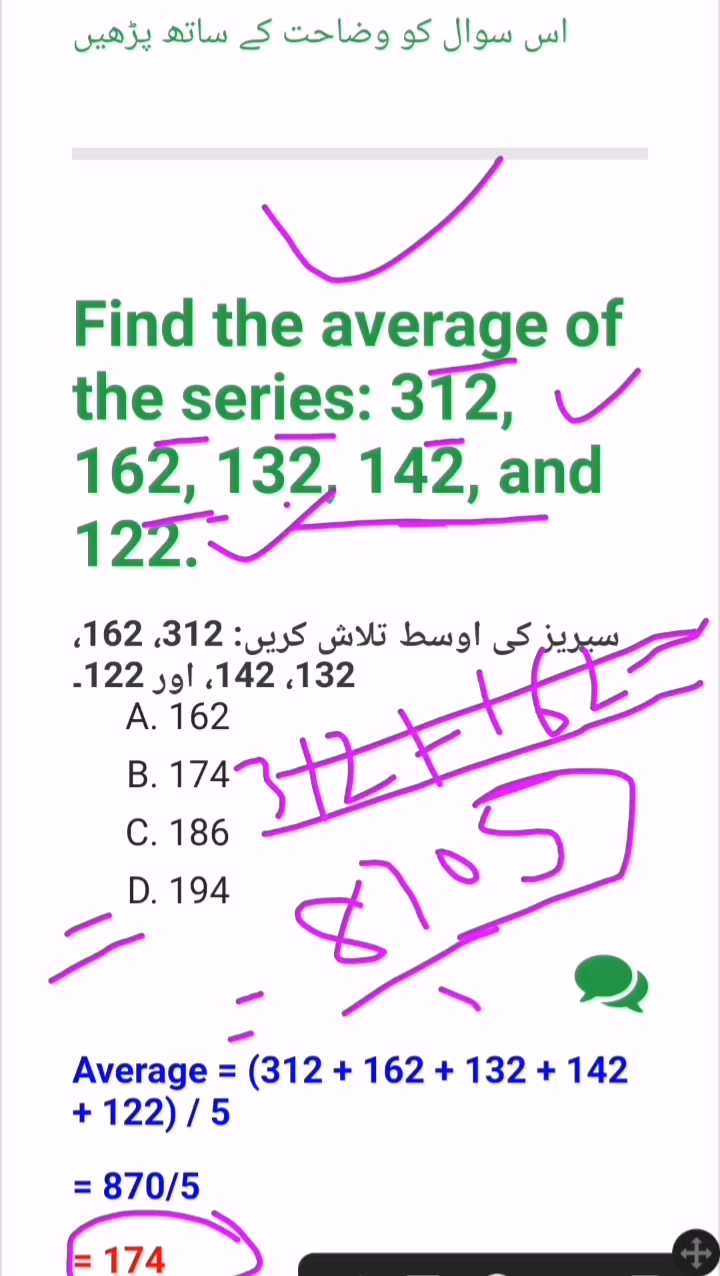 اس سوال کو وضاحت کے ساتھ پڑھیں
Find the average of
the series: 312,
162, 132, 142, and
122.
سیریز کی اوسط تلاش کریں: 312، 162،
132، 142، اور 122۔
A. 162
B. 174
312 + 162
C. 186
870 5
D. 194
=
=
Average = (312 + 162 + 132 + 142
+ 122) / 5
= 870/5
= 174